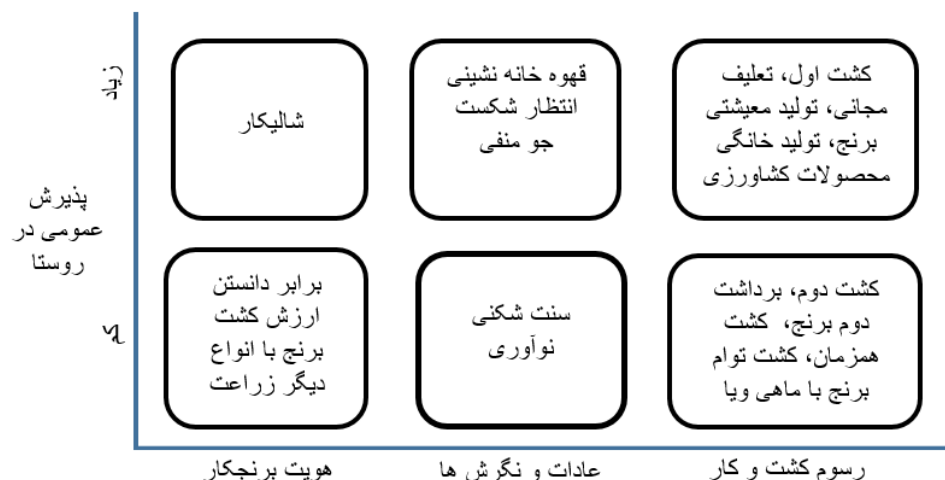 زیاد
شالیکار
قهوه خانه نشینی
انتظار شکست
جو منفی
کشت اول، تعلیف
مجانی، تولید معیشتی
برنج، تولید خانگی
محصولات کشاورزی
پذیرش
عمومی در
روستا
کم
برابر دانستن
ارزش کشت
برنج با انواع
دیگر زراعت
سنت شکنی
نوآوری
کشت دوم، برداشت
دوم برنج، کشت
همزمان، کشت توام
برنج با ماهی ویا
هویت برنجکار
عادات و نگرش ها
رسوم کشت و کار